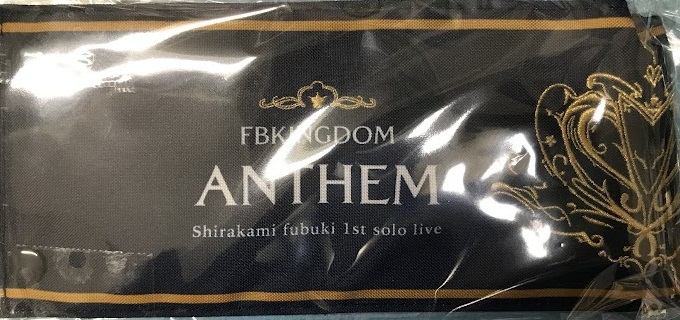 FBKINGDOM
ANTHEM
Shirakami fubuki 1st solo live